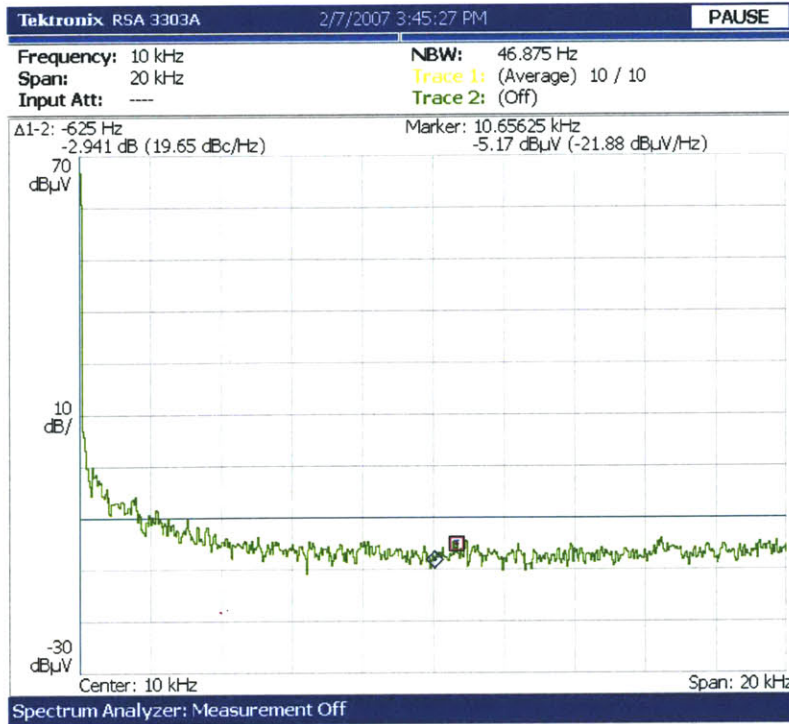 Tektronix RSA 3303A 2/7/2007 3:45:27 PM PAUSE
Frequency: 10 kHz NBW: 46.875 Hz
Span: 20 kHz Trace 1: (Average) 10 / 10
Input Att: ---- Trace 2: (Off)
Δ1-2: -625 Hz Marker: 10.65625 kHz
-2.941 dB (19.65 dBc/Hz) -5.17 dBµV (-21.88 dBµV/Hz)
70
dBµV
10
dB/
-30
dBµV
Center: 10 kHz Span: 20 kHz
Spectrum Analyzer: Measurement Off